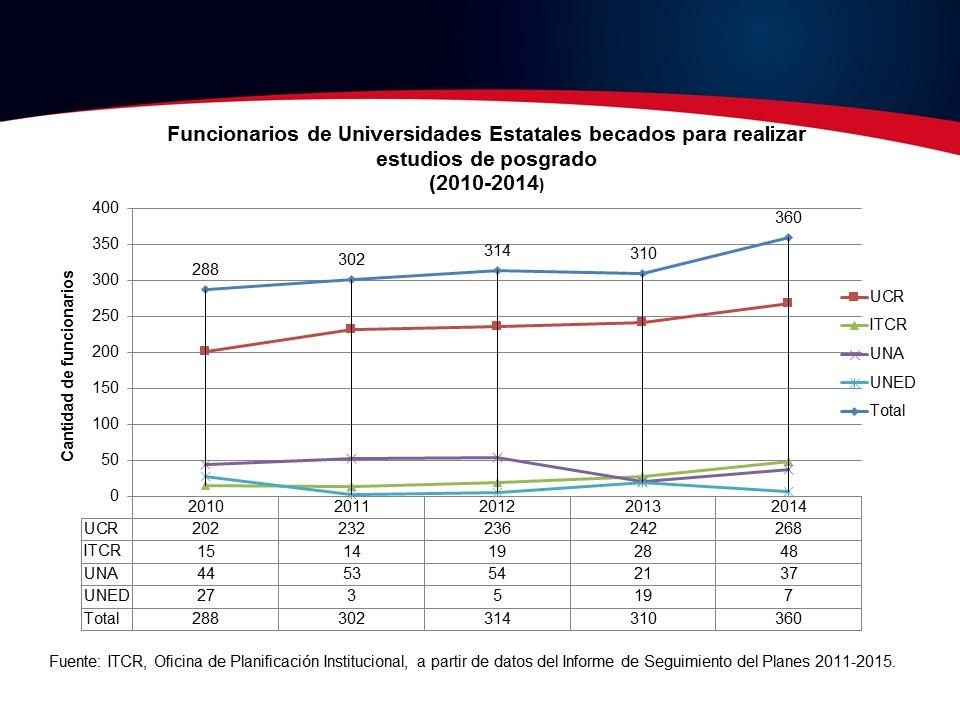 Funcionarios de Universidades Estatales becados para realizar
estudios de posgrado
(2010-2014)
400
350
300
250
200
150
100
50
0
Cantidad de funcionarios
288
302
314
310
360
UCR
ITCR
UNA
UNED
Total
2010 2011 2012 2013 2014
UCR 202 232 236 242 268
ITCR 15 14 19 28 48
UNA 44 53 54 21 37
UNED 27 3 5 19 7
Total 288 302 314 310 360
Fuente: ITCR, Oficina de Planificación Institucional, a partir de datos del Informe de Seguimiento del Planes 2011-2015.